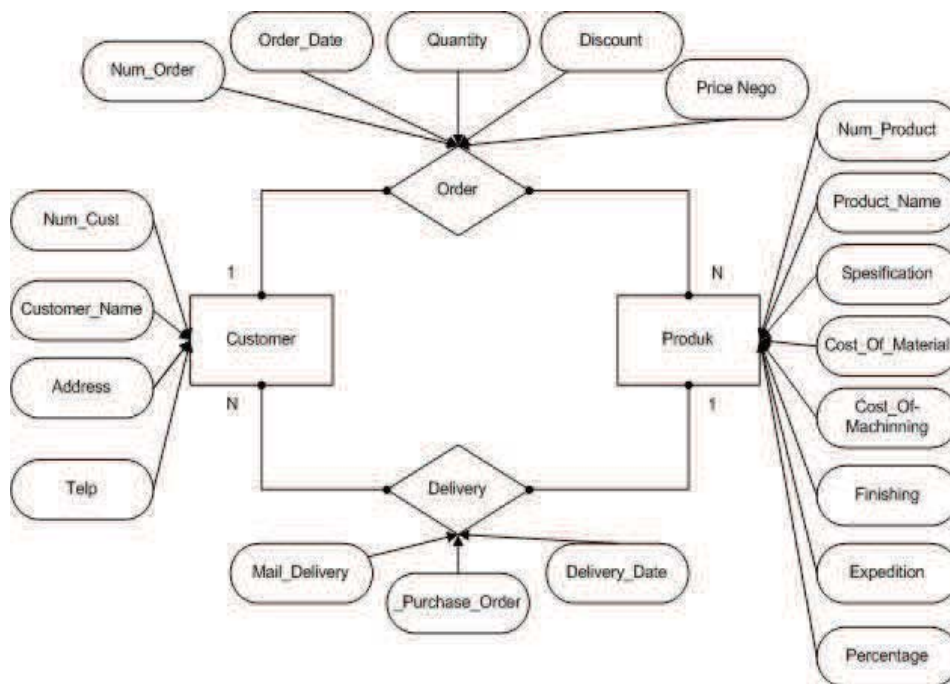 Order_Date
Quantity
Discount
Num_Order
Price Nego
Num_Product
Order
Product_Name
Num_Cust
Spesification
1
N
Customer_Name
Customer
Produk
Cost_Of_Material
Address
N
1
Cost_Of-
Machinning
Telp
Delivery
Finishing
Mail_Delivery
Delivery_Date
Expedition
_Purchase_Order
Percentage